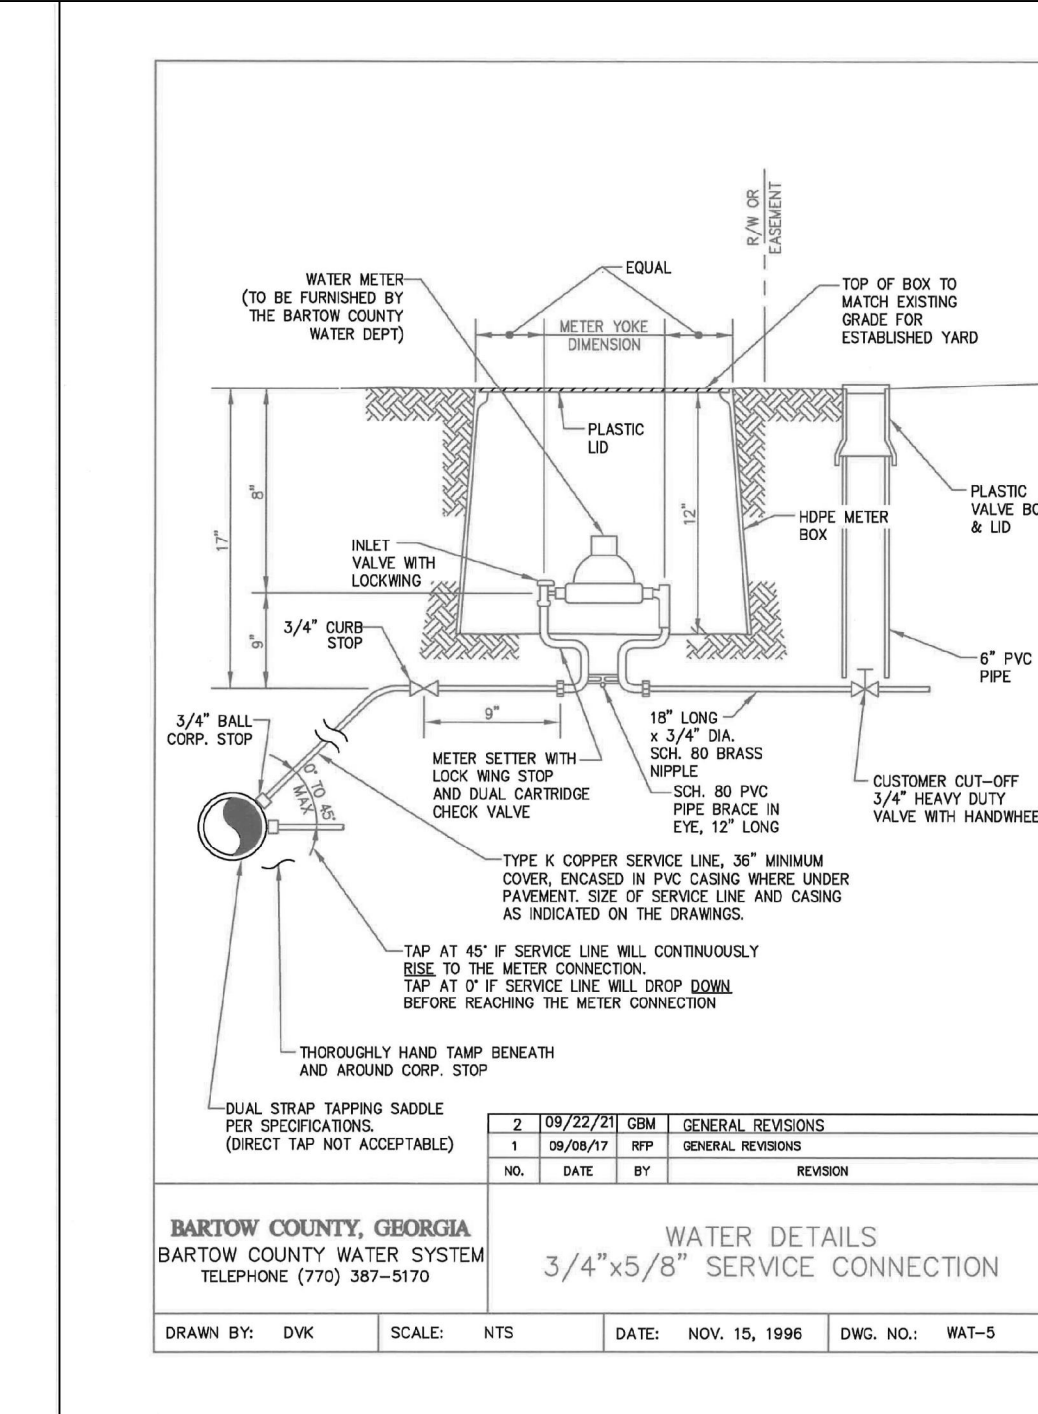 R/W OR
EASEMENT
EQUAL
WATER METER
(TO BE FURNISHED BY
THE BARTOW COUNTY
WATER DEPT)
METER YOKE
DIMENSION
TOP OF BOX TO
MATCH EXISTING
GRADE FOR
ESTABLISHED YARD
PLASTIC
LID
8"
17"
12"
PLASTIC
VALVE BO
& LID
HDPE METER
BOX
INLET
VALVE WITH
LOCKWING
3/4" CURB
STOP
9"
6" PVC
PIPE
3/4" BALL
CORP. STOP
9"
18" LONG
x 3/4" DIA.
SCH. 80 BRASS
NIPPLE
METER SETTER WITH
LOCK WING STOP
AND DUAL CARTRIDGE
CHECK VALVE
SCH. 80 PVC
PIPE BRACE IN
EYE, 12" LONG
CUSTOMER CUT-OFF
3/4" HEAVY DUTY
VALVE WITH HANDWHEE
0° TO 45°
MAX
TYPE K COPPER SERVICE LINE, 36" MINIMUM
COVER, ENCASED IN PVC CASING WHERE UNDER
PAVEMENT. SIZE OF SERVICE LINE AND CASING
AS INDICATED ON THE DRAWINGS.
TAP AT 45° IF SERVICE LINE WILL CONTINUOUSLY
RISE TO THE METER CONNECTION.
TAP AT 0° IF SERVICE LINE WILL DROP DOWN
BEFORE REACHING THE METER CONNECTION
THOROUGHLY HAND TAMP BENEATH
AND AROUND CORP. STOP
DUAL STRAP TAPPING SADDLE
PER SPECIFICATIONS.
(DIRECT TAP NOT ACCEPTABLE)
2 09/22/21 GBM GENERAL REVISIONS
1 09/08/17 RFP GENERAL REVISIONS
NO. DATE BY REVISION
BARTOW COUNTY, GEORGIA
BARTOW COUNTY WATER SYSTEM
TELEPHONE (770) 387-5170
WATER DETAILS
3/4"x5/8" SERVICE CONNECTION
DRAWN BY: DVK SCALE: NTS DATE: NOV. 15, 1996 DWG. NO.: WAT-5